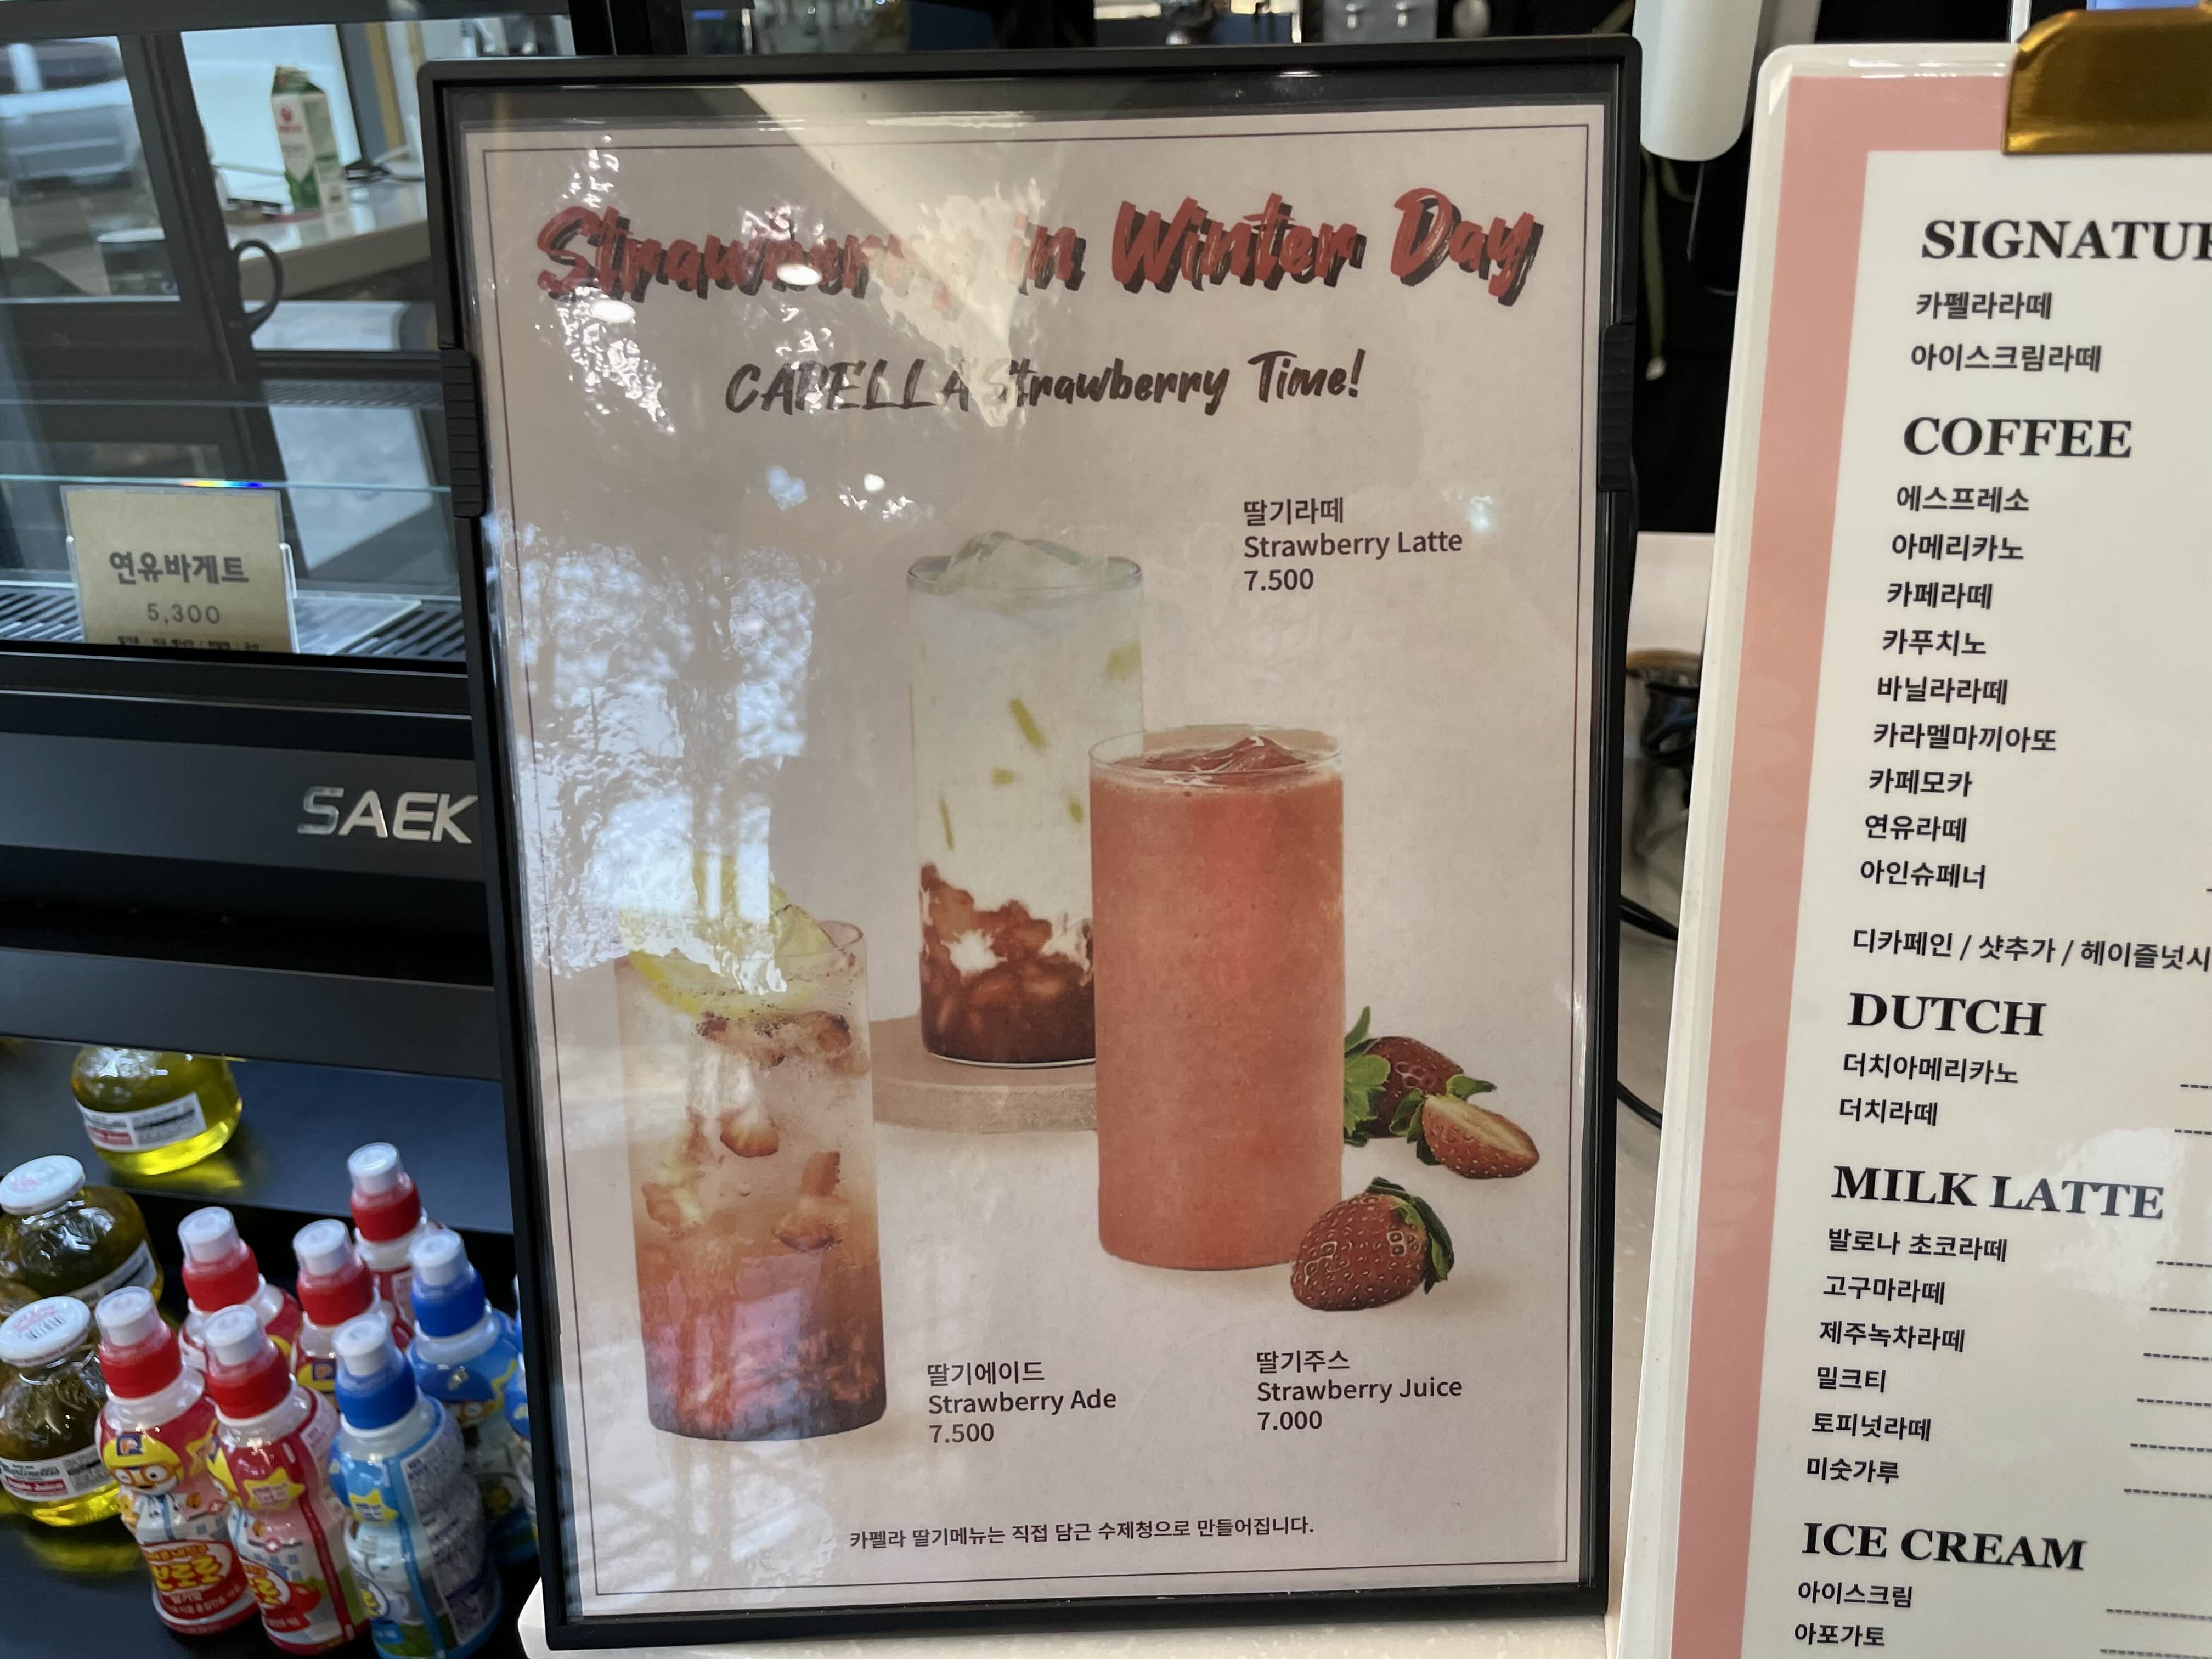 Strawberry in Winter Day
CAPELLA Strawberry Time!
딸기라떼
Strawberry Latte
7.500
딸기에이드
Strawberry Ade
7.500
딸기주스
Strawberry Juice
7.000
카펠라 딸기메뉴는 직접 담근 수제청으로 만들어집니다.
연유바게트
5,300
SAEK
SIGNATUR
카펠라라떼
아이스크림라떼
COFFEE
에스프레소
아메리카노
카페라떼
카푸치노
바닐라라떼
카라멜마끼아또
카페모카
연유라떼
아인슈페너
디카페인 / 샷추가 / 헤이즐넛시
DUTCH
더치아메리카노
더치라떼
MILK LATTE
발로나 초코라떼
고구마라떼
제주녹차라떼
밀크티
토피넛라떼
미숫가루
ICE CREAM
아이스크림
아포가토